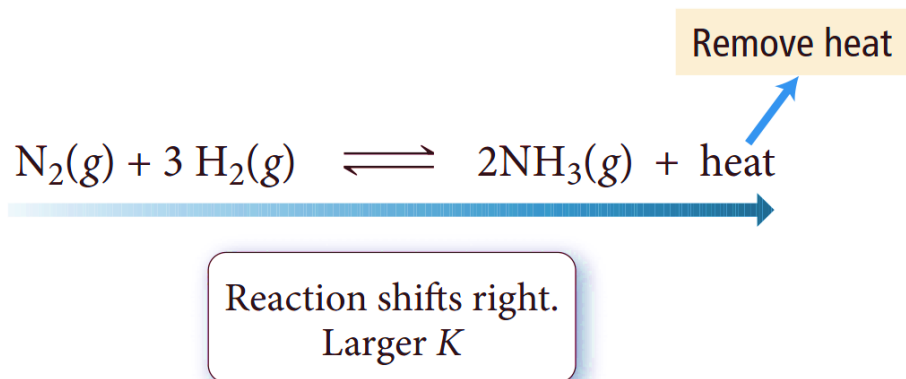 Remove heat
N₂(g) + 3 H₂(g) ⇌ 2NH₃(g) + heat
Reaction shifts right.
Larger K